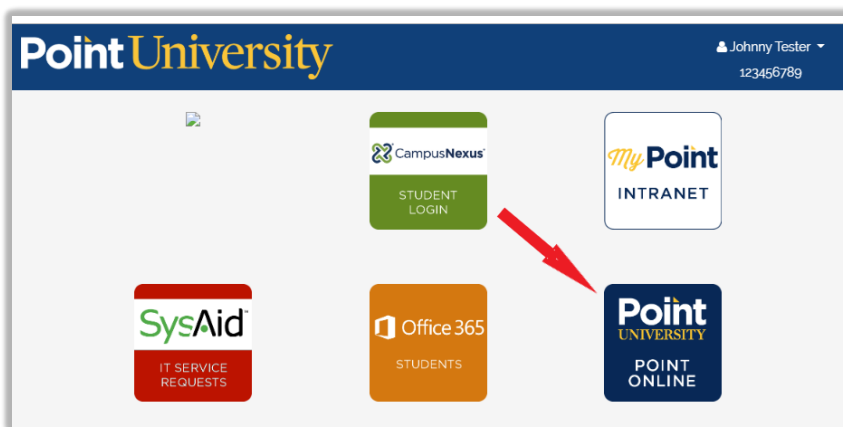 Point University
Johnny Tester
123456789
CampusNexus
STUDENT
LOGIN
My Point
INTRANET
SysAid
IT SERVICE
REQUESTS
Office 365
STUDENTS
Point
UNIVERSITY
POINT
ONLINE